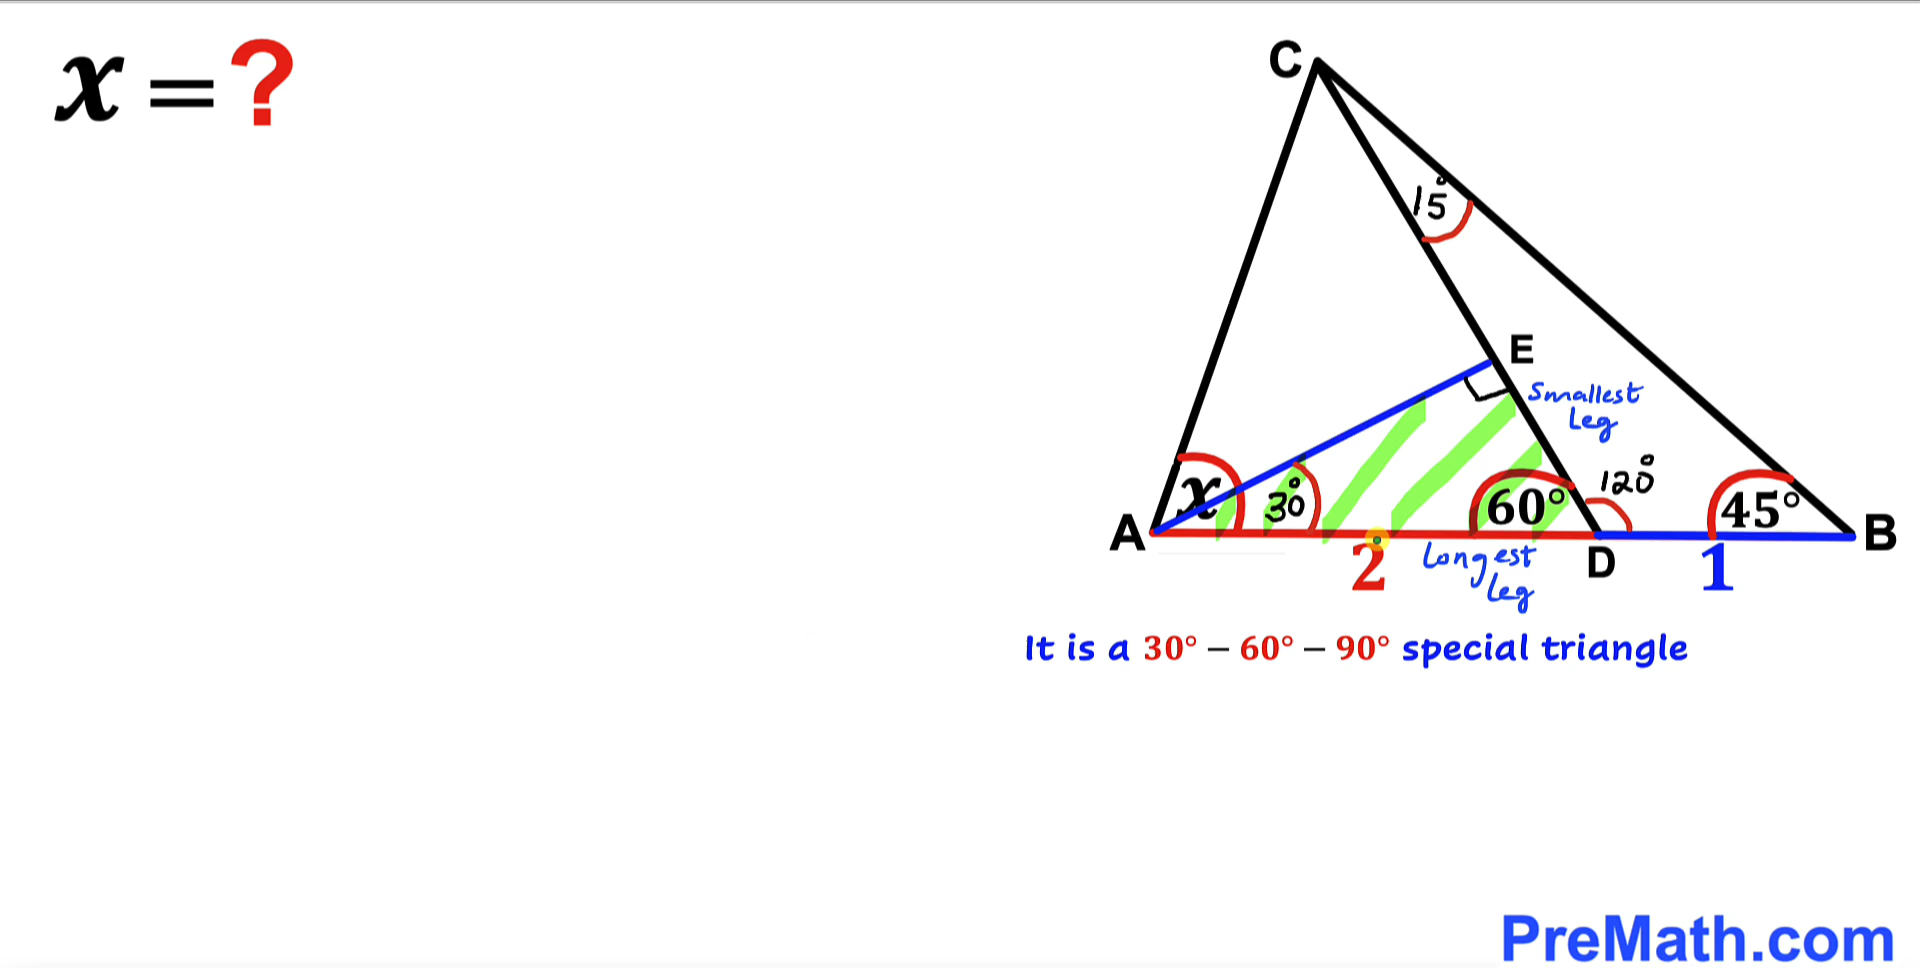 x = ?
C
15°
E
Smallest
Leg
x
30°
60°
120°
45°
A
B
2
Longest
Leg
D
1
It is a 30° – 60° – 90° special triangle
PreMath.com